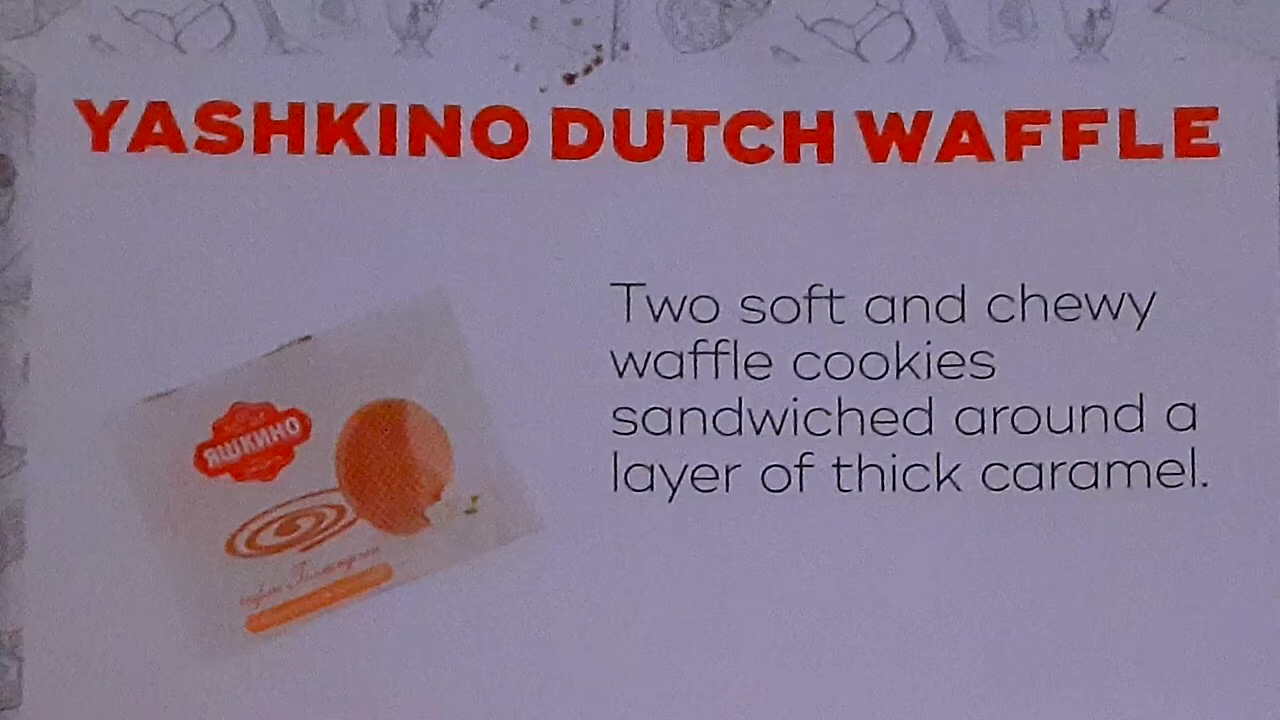 YASHKINO DUTCH WAFFLE
Two soft and chewy
waffle cookies
sandwiched around a
layer of thick caramel.
ЯШКИНО